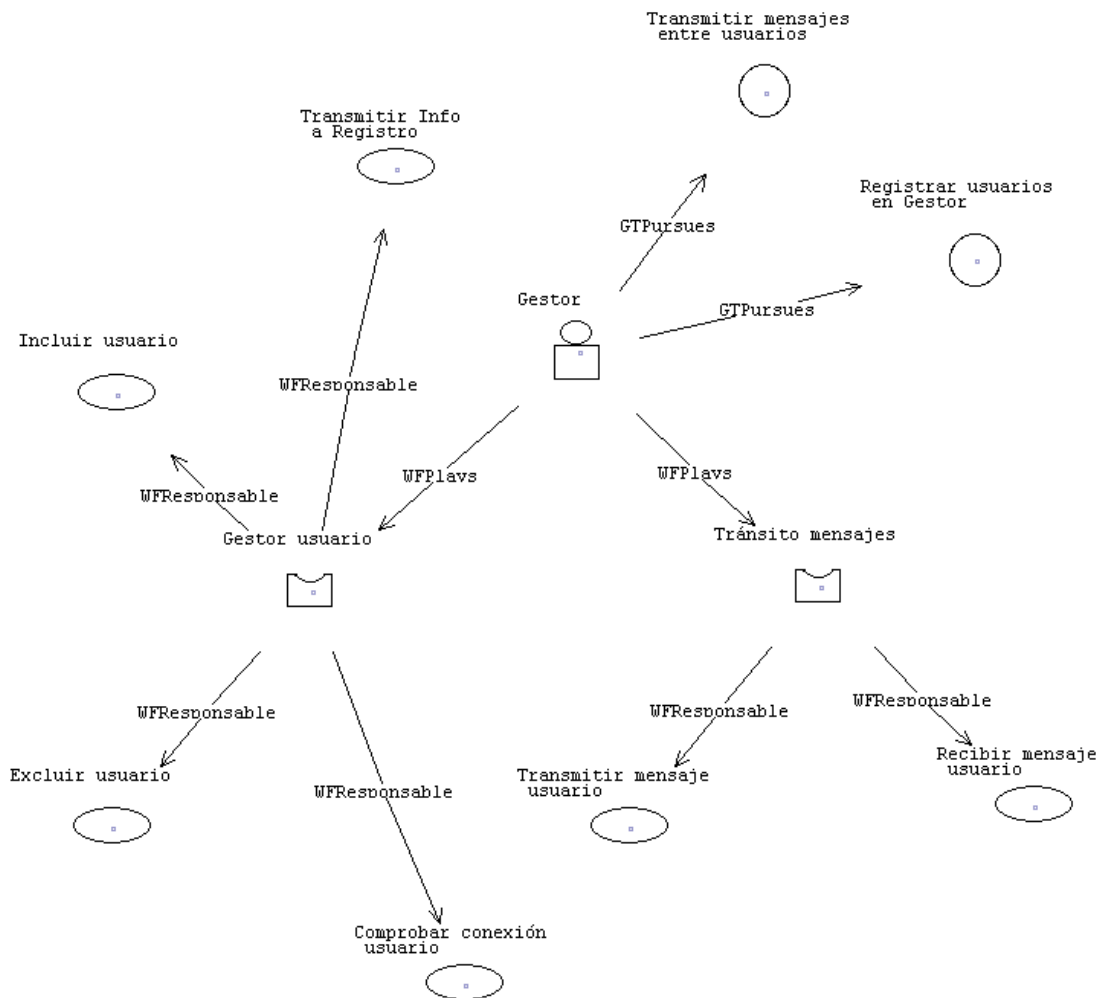 Transmitir mensajes
entre usuarios
Transmitir Info
a Registro
Registrar usuarios
en Gestor
GTPursues
Gestor
GTPursues
Incluir usuario
WFResponsable
WFPlays
WFPlays
WFResponsable
Gestor usuario
Tránsito mensajes
WFResponsable
WFResponsable
WFResponsable
Recibir mensaje
usuario
Excluir usuario
Transmitir mensaje
usuario
WFResponsable
Comprobar conexión
usuario